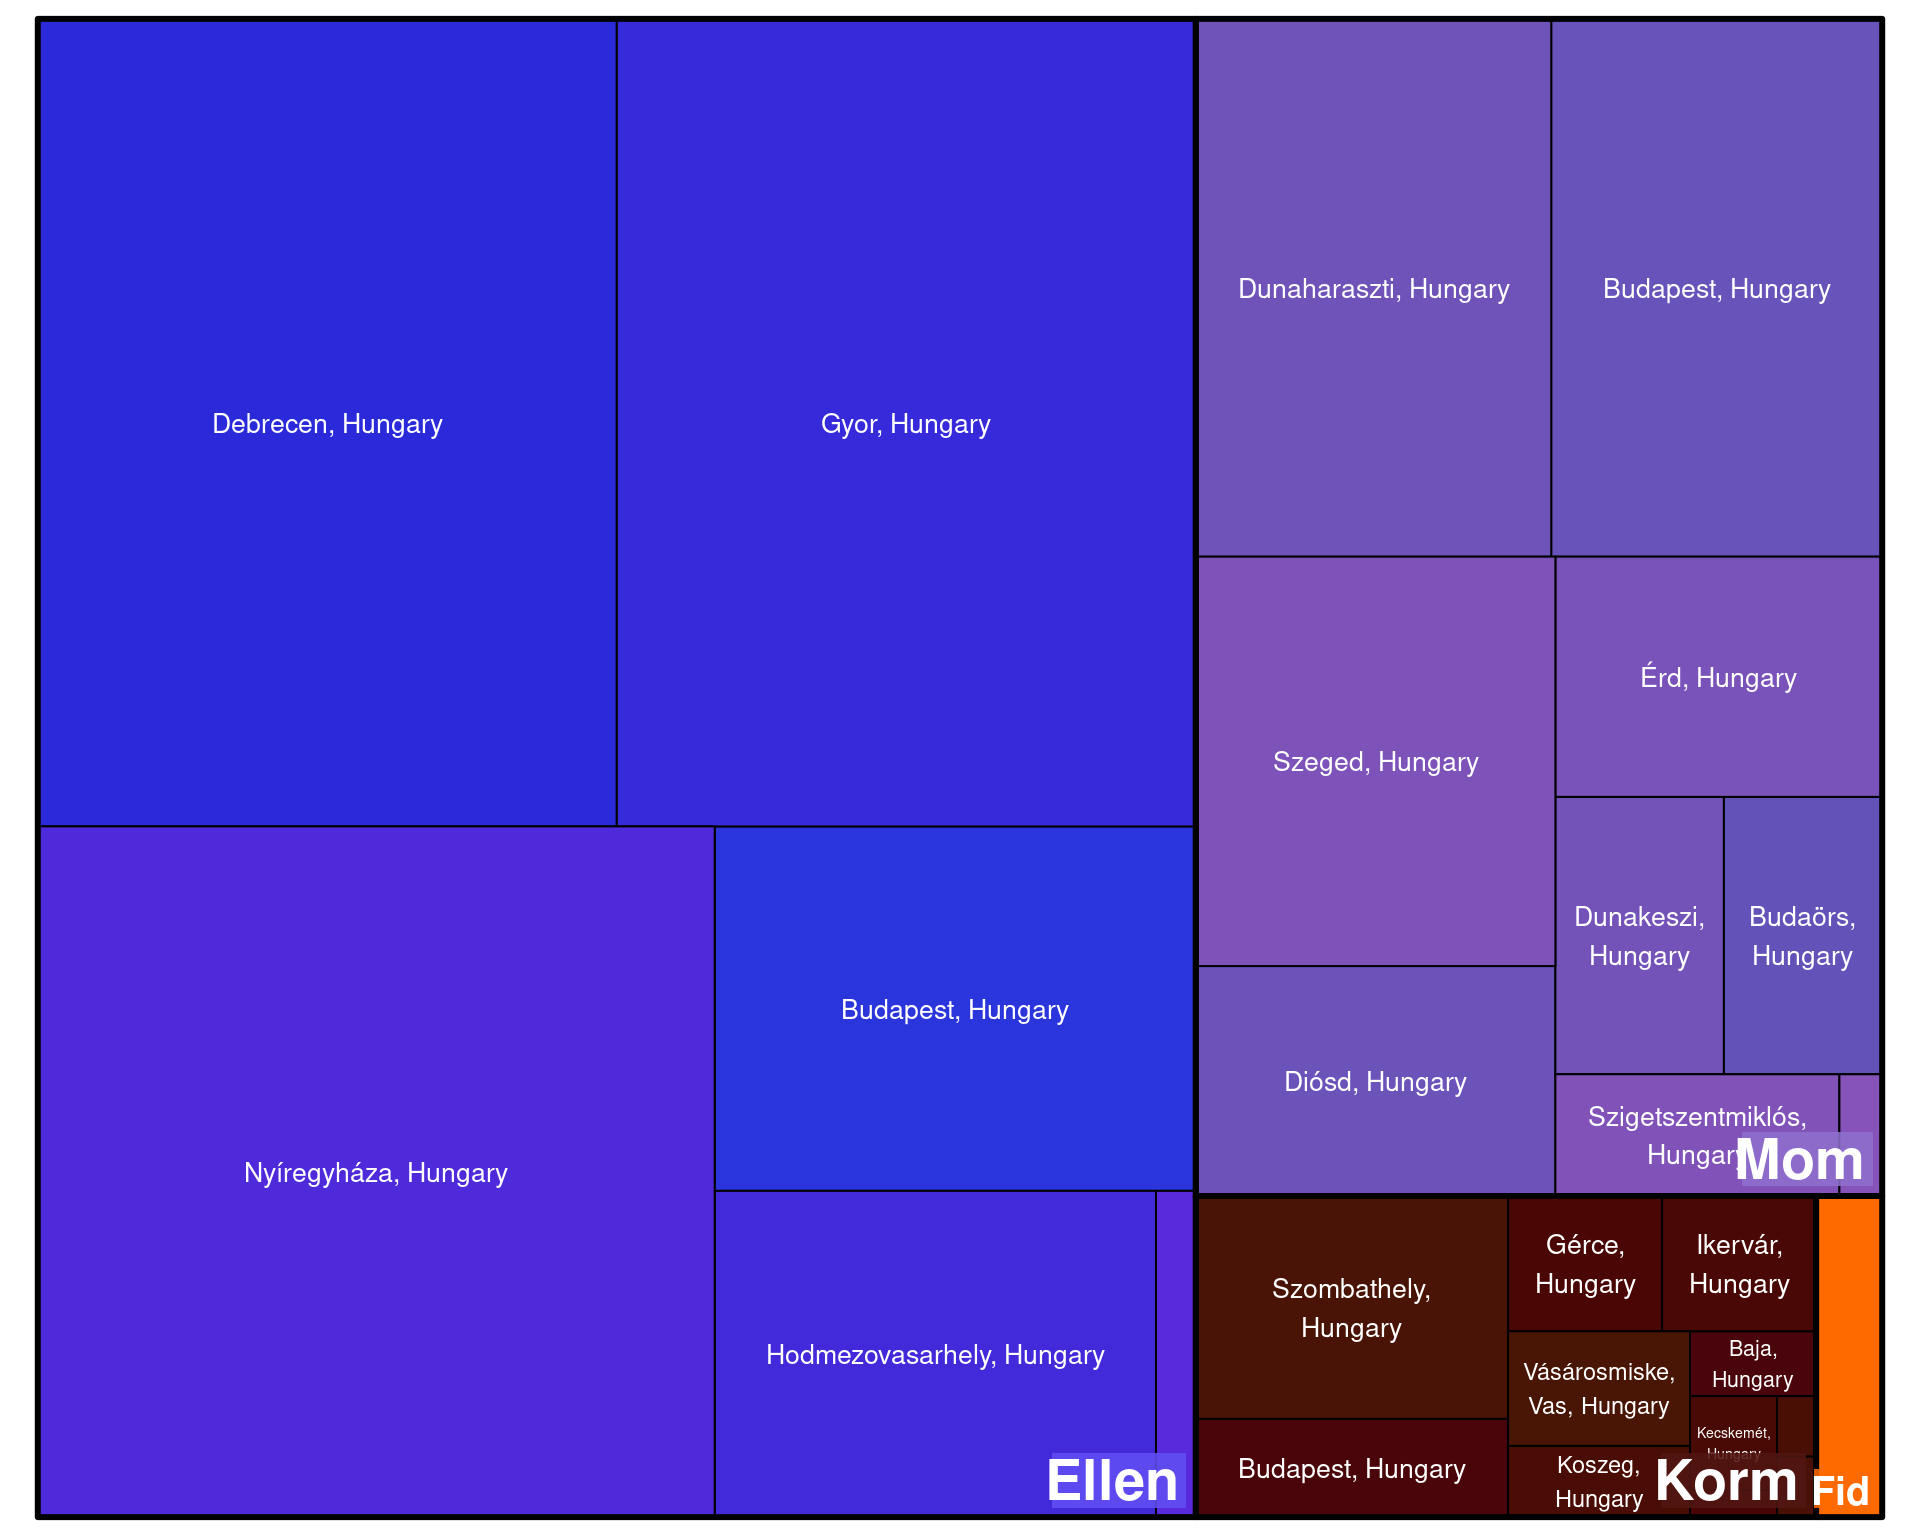 Debrecen, Hungary
Gyor, Hungary
Nyíregyháza, Hungary
Budapest, Hungary
Hodmezovasarhely, Hungary
Ellen
Dunaharaszti, Hungary
Budapest, Hungary
Szeged, Hungary
Érd, Hungary
Dunakeszi,
Hungary
Budaörs,
Hungary
Diósd, Hungary
Szigetszentmiklós,
Hungary
Mom
Szombathely,
Hungary
Gérce,
Hungary
Ikervár,
Hungary
Vásárosmiske,
Vas, Hungary
Baja,
Hungary
Kecskemét,
Hungary
Budapest, Hungary
Koszeg,
Hungary
Korm
Fid